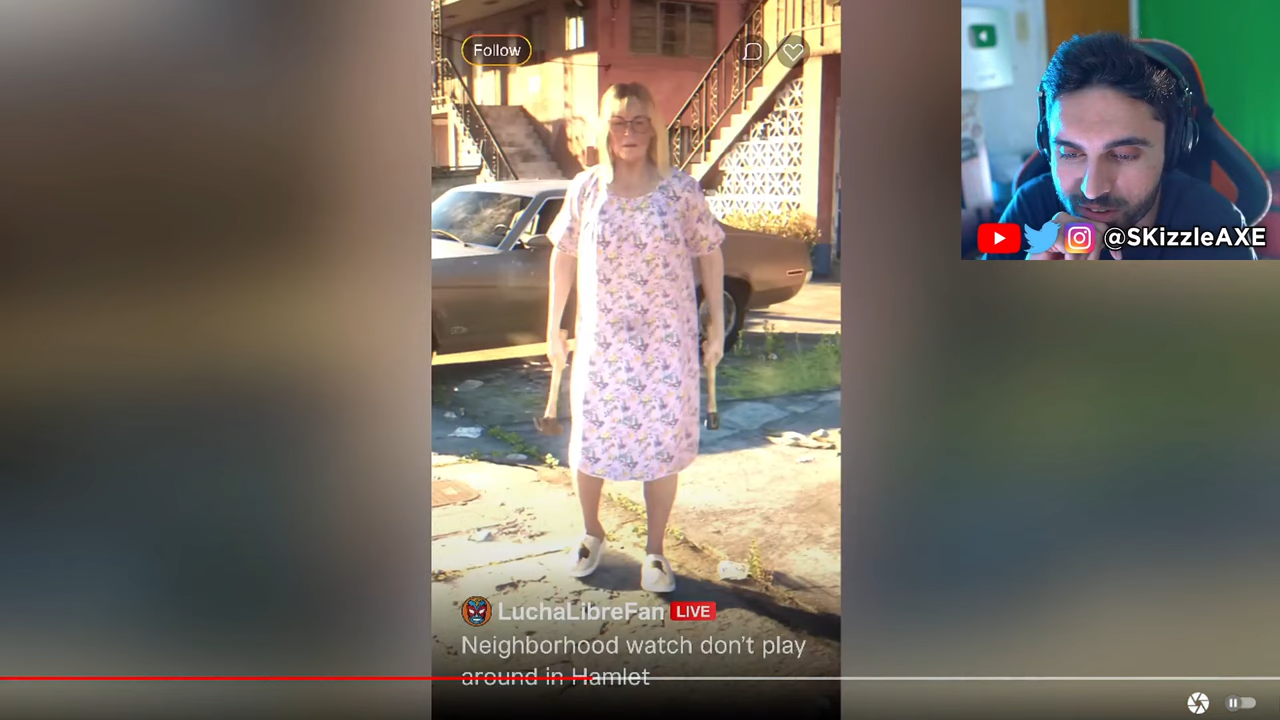 Follow
@SKizzleAXE
LuchaLibreFan LIVE
Neighborhood watch don't play
around in Hamlet